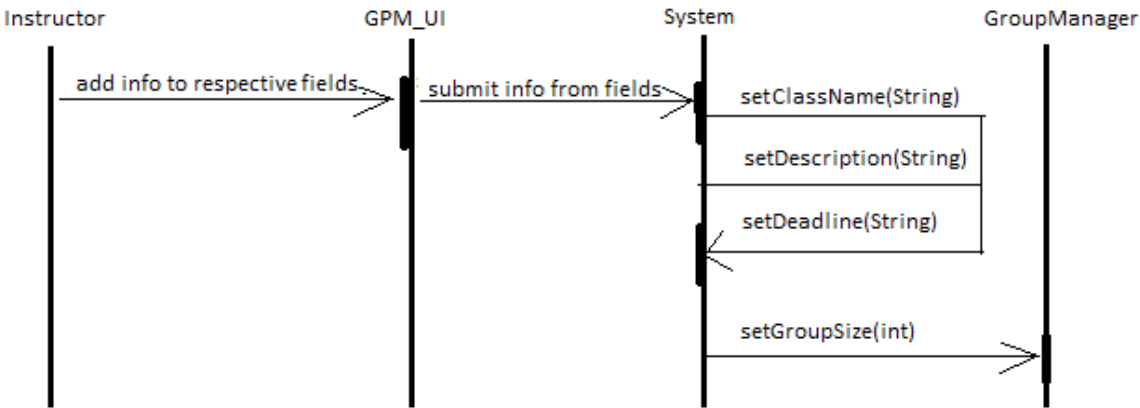 Instructor
GPM_UI
System
GroupManager
add info to respective fields
submit info from fields
setClassName(String)
setDescription(String)
setDeadline(String)
setGroupSize(int)